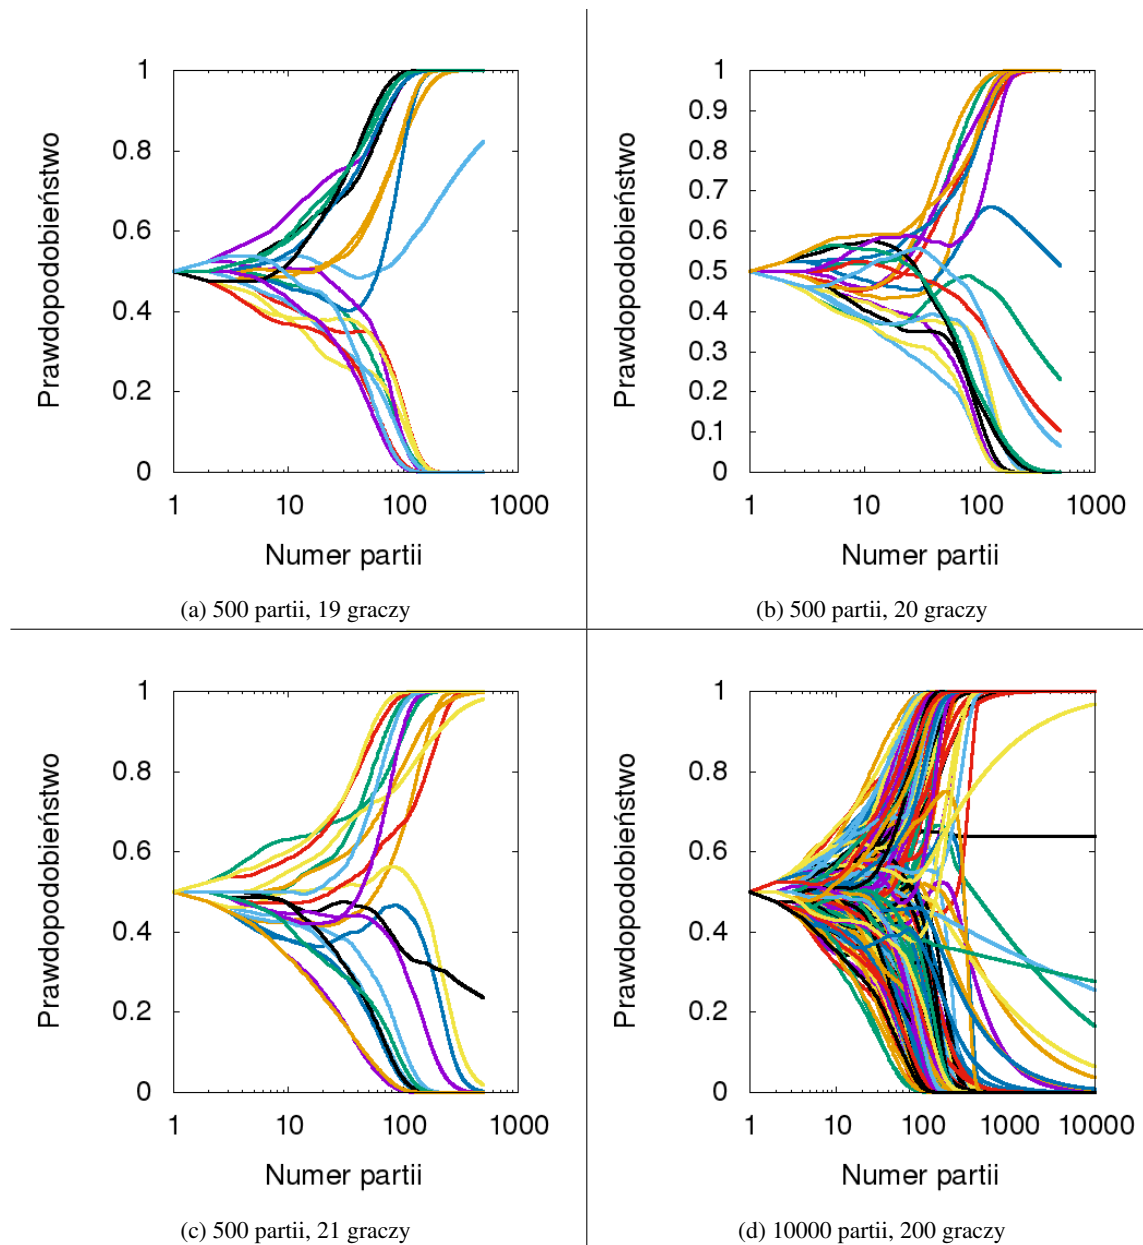 Prawdopodobieństwo
1
0.8
0.6
0.4
0.2
0
1 10 100 1000
Numer partii
(a) 500 partii, 19 graczy
Prawdopodobieństwo
1
0.9
0.8
0.7
0.6
0.5
0.4
0.3
0.2
0.1
0
1 10 100 1000
Numer partii
(b) 500 partii, 20 graczy
Prawdopodobieństwo
1
0.8
0.6
0.4
0.2
0
1 10 100 1000
Numer partii
(c) 500 partii, 21 graczy
Prawdopodobieństwo
1
0.8
0.6
0.4
0.2
0
1 10 100 1000 10000
Numer partii
(d) 10000 partii, 200 graczy